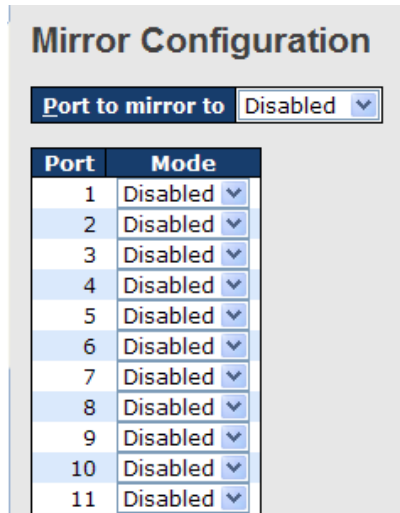 Mirror Configuration
Port to mirror to Disabled
Port Mode
1 Disabled
2 Disabled
3 Disabled
4 Disabled
5 Disabled
6 Disabled
7 Disabled
8 Disabled
9 Disabled
10 Disabled
11 Disabled